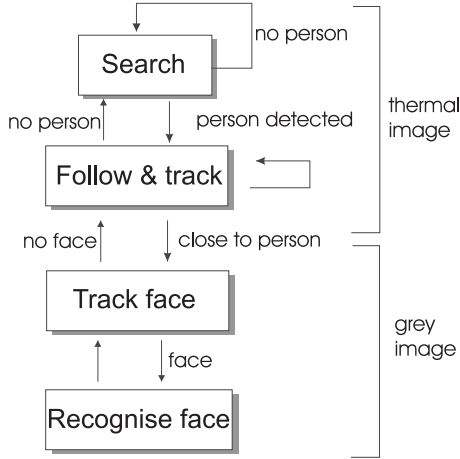 no person
Search
no person
person detected
thermal
image
Follow & track
no face
close to person
Track face
grey
image
face
Recognise face